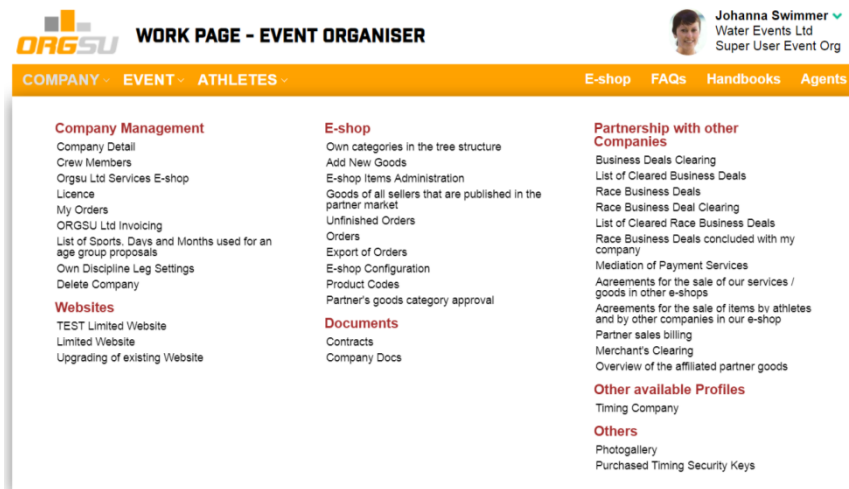 ORGSU
WORK PAGE - EVENT ORGANISER
Johanna Swimmer
Water Events Ltd
Super User Event Org
COMPANY
EVENT
ATHLETES
E-shop
FAQs
Handbooks
Agents
Company Management
Company Detail
Crew Members
Orgsu Ltd Services E-shop
Licence
My Orders
ORGSU Ltd Invoicing
List of Sports, Days and Months used for an
age group proposals
Own Discipline Leg Settings
Delete Company
Websites
TEST Limited Website
Limited Website
Upgrading of existing Website
E-shop
Own categories in the tree structure
Add New Goods
E-shop Items Administration
Goods of all sellers that are published in the
partner market
Unfinished Orders
Orders
Export of Orders
E-shop Configuration
Product Codes
Partner's goods category approval
Documents
Contracts
Company Docs
Partnership with other
Companies
Business Deals Clearing
List of Cleared Business Deals
Race Business Deals
Race Business Deal Clearing
List of Cleared Race Business Deals
Race Business Deals concluded with my
company
Mediation of Payment Services
Agreements for the sale of our services /
goods in other e-shops
Agreements for the sale of items by athletes
and by other companies in our e-shop
Partner sales billing
Merchant's Clearing
Overview of the affiliated partner goods
Other available Profiles
Timing Company
Others
Photogallery
Purchased Timing Security Keys